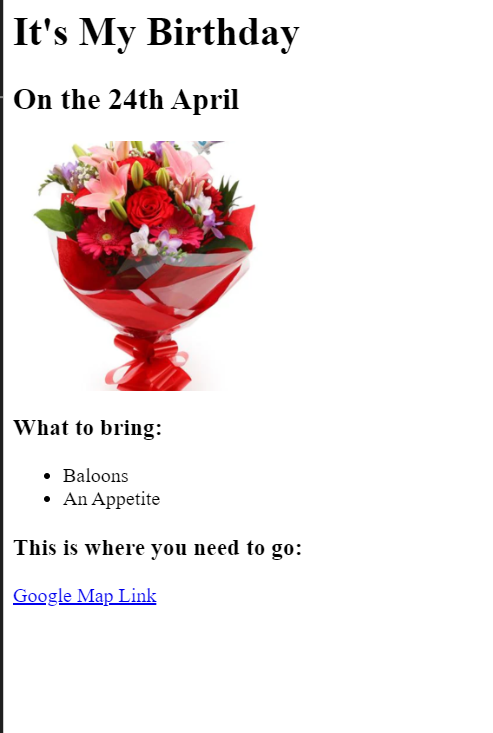 It's My Birthday
On the 24th April
What to bring:
Baloons
An Appetite
This is where you need to go:
Google Map Link